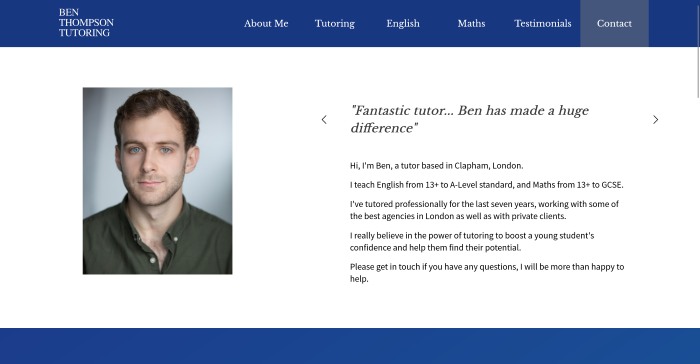 BEN
THOMPSON
TUTORING
About Me
Tutoring
English
Maths
Testimonials
Contact
"Fantastic tutor... Ben has made a huge
difference"
Hi, I'm Ben, a tutor based in Clapham, London.
I teach English from 13+ to A-Level standard, and Maths from 13+ to GCSE.
I've tutored professionally for the last seven years, working with some of
the best agencies in London as well as with private clients.
I really believe in the power of tutoring to boost a young student's
confidence and help them find their potential.
Please get in touch if you have any questions, I will be more than happy to
help.